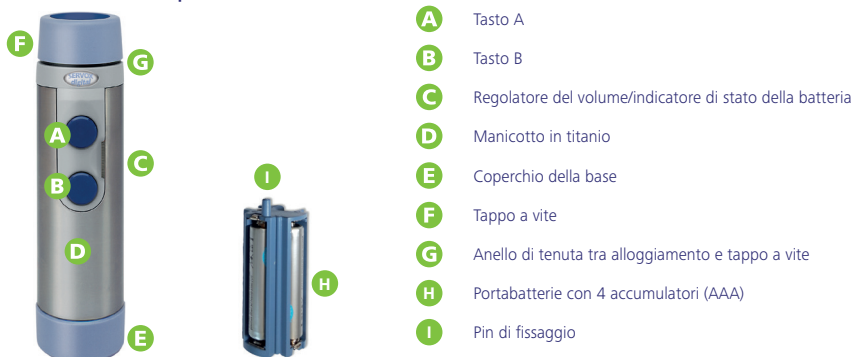 A Tasto A
B Tasto B
C Regolatore del volume/indicatore di stato della batteria
D Manicotto in titanio
E Coperchio della base
F Tappo a vite
G Anello di tenuta tra alloggiamento e tappo a vite
H Portabatterie con 4 accumulatori (AAA)
I Pin di fissaggio
F
G
A
C
B
I
D
H
E